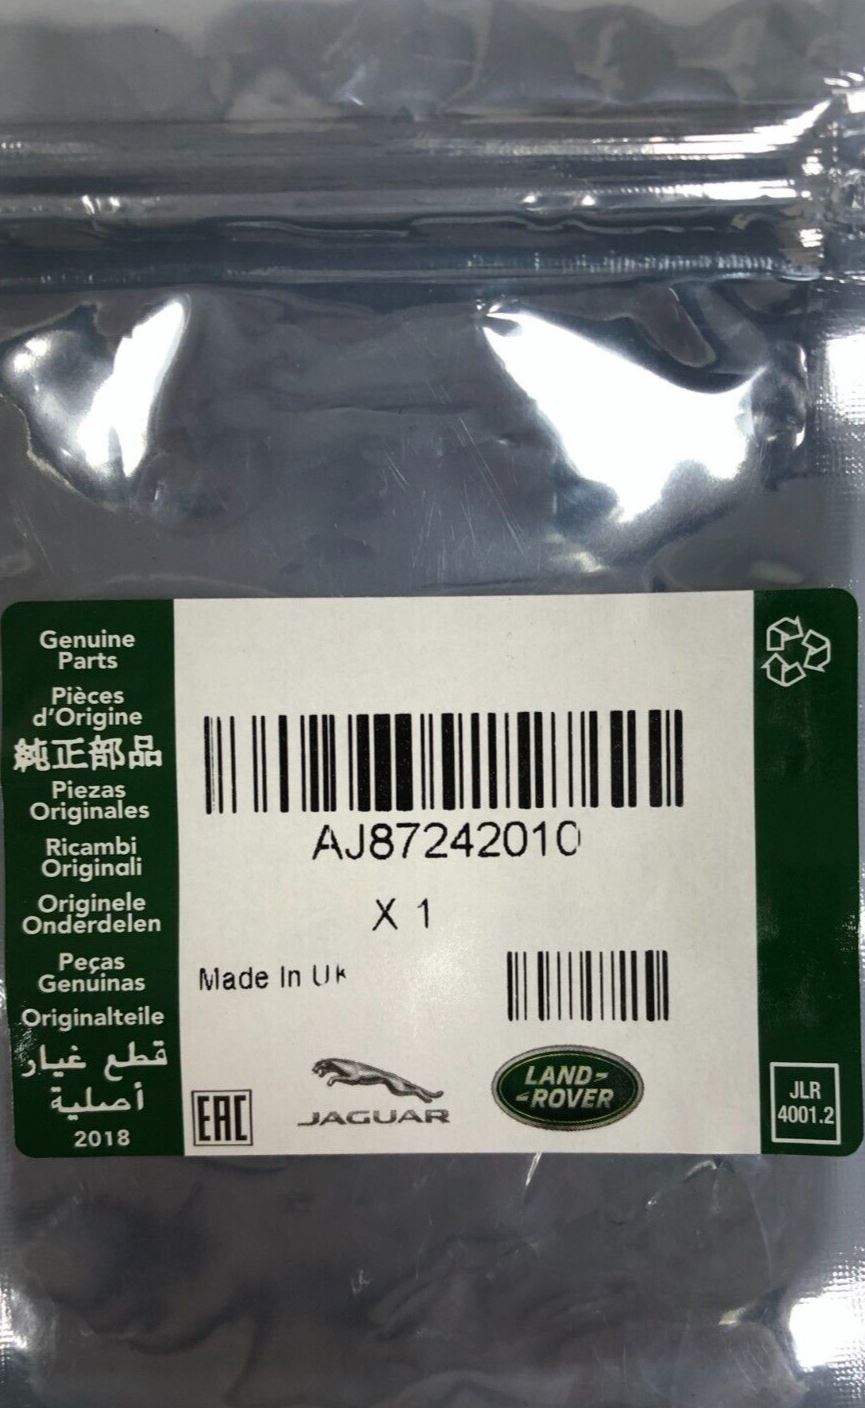 Genuine
Parts
Pièces
d'Origine
純正部品
Piezas
Originales
Ricambi
Originali
Originele
Onderdelen
Peças
Genuinas
Originalteile
قطع غيار
أصلية
2018
AJ87242010
X 1
Made In UK
EAC
JAGUAR
LAND-
-ROVER
JLR
4001.2